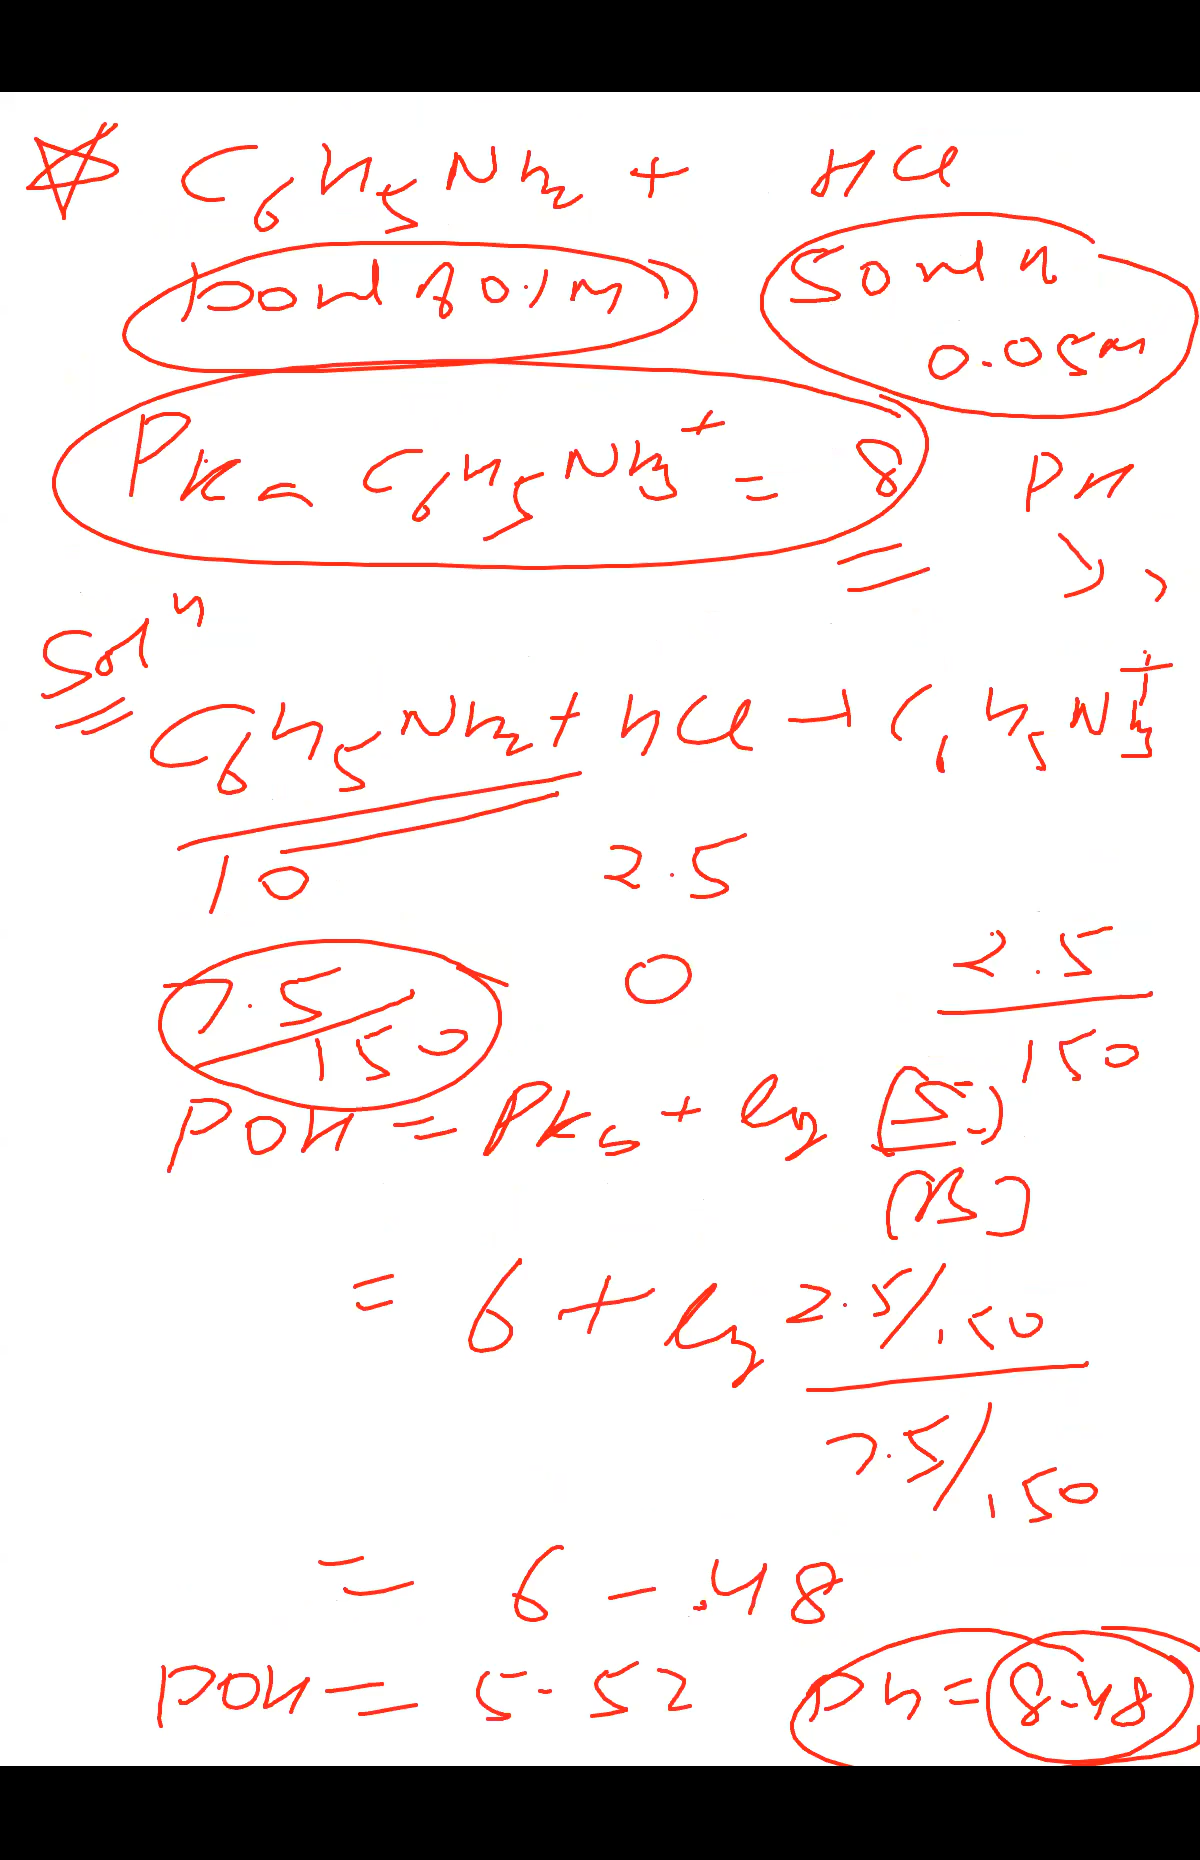 C6H5NH2 + HCl
100ml of 0.1M 50ml of
0.05M
PKa C6H5NH3+ = 8 PH
??
Soln
C6H5NH2 + HCl → C6H5NH3+
10 2.5
7.5/150 0 2.5/150
POH = PKb + log [S]/[B]
= 6 + log 2.5/150
7.5/150
= 6 - .48
POH = 5.52 PH = 8.48